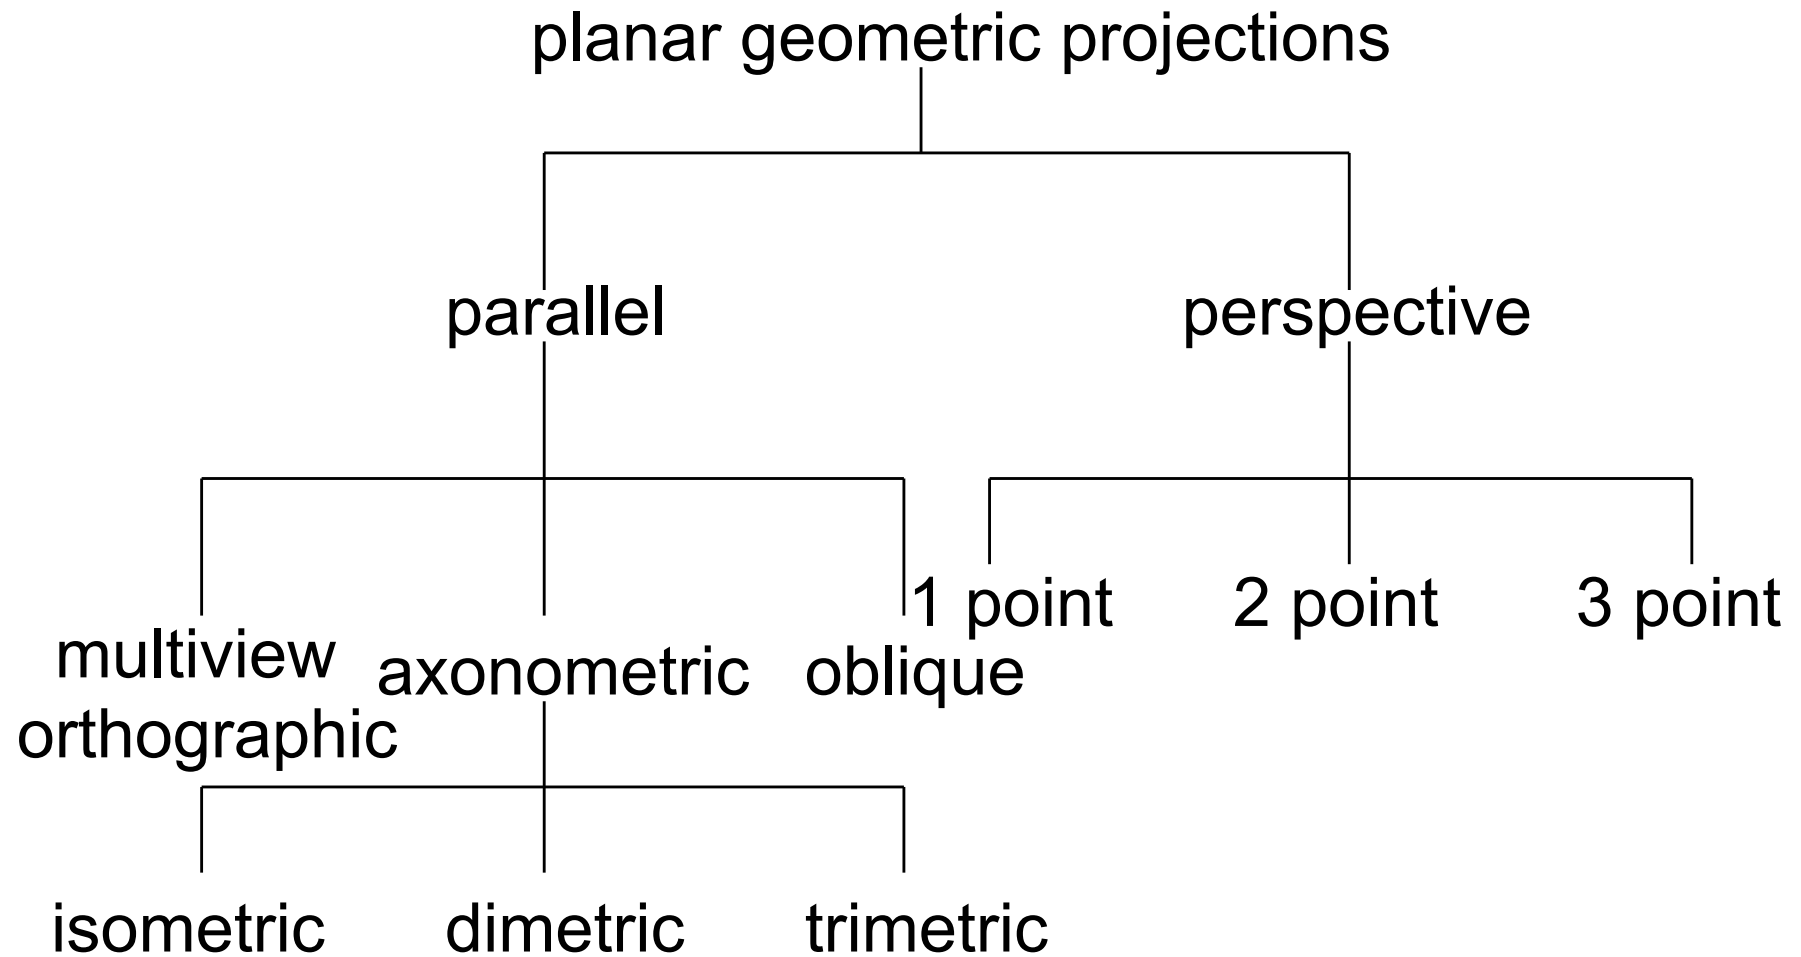 planar geometric projections
parallel
perspective
1 point
2 point
3 point
multiview
orthographic
axonometric
oblique
isometric
dimetric
trimetric